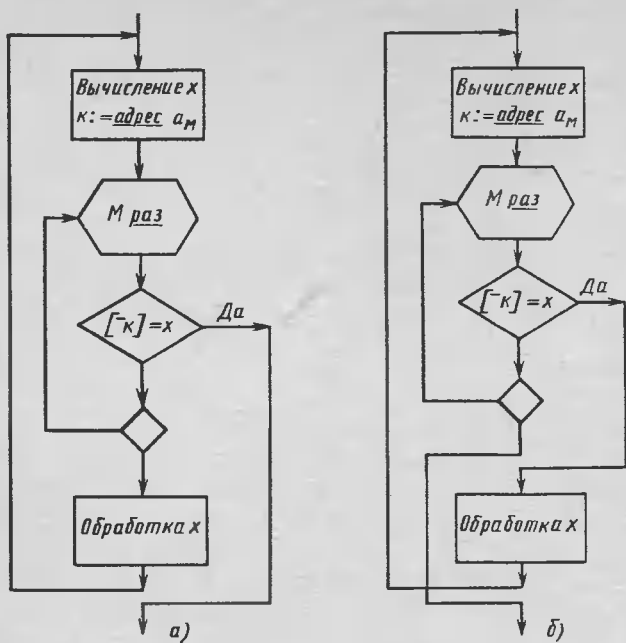 Вычисление x
к:=адрес aм
М раз
[⁻к]=x
Да
Обработка x
а)
Вычисление x
к:=адрес aм
М раз
[⁻к]=x
Да
Обработка x
б)